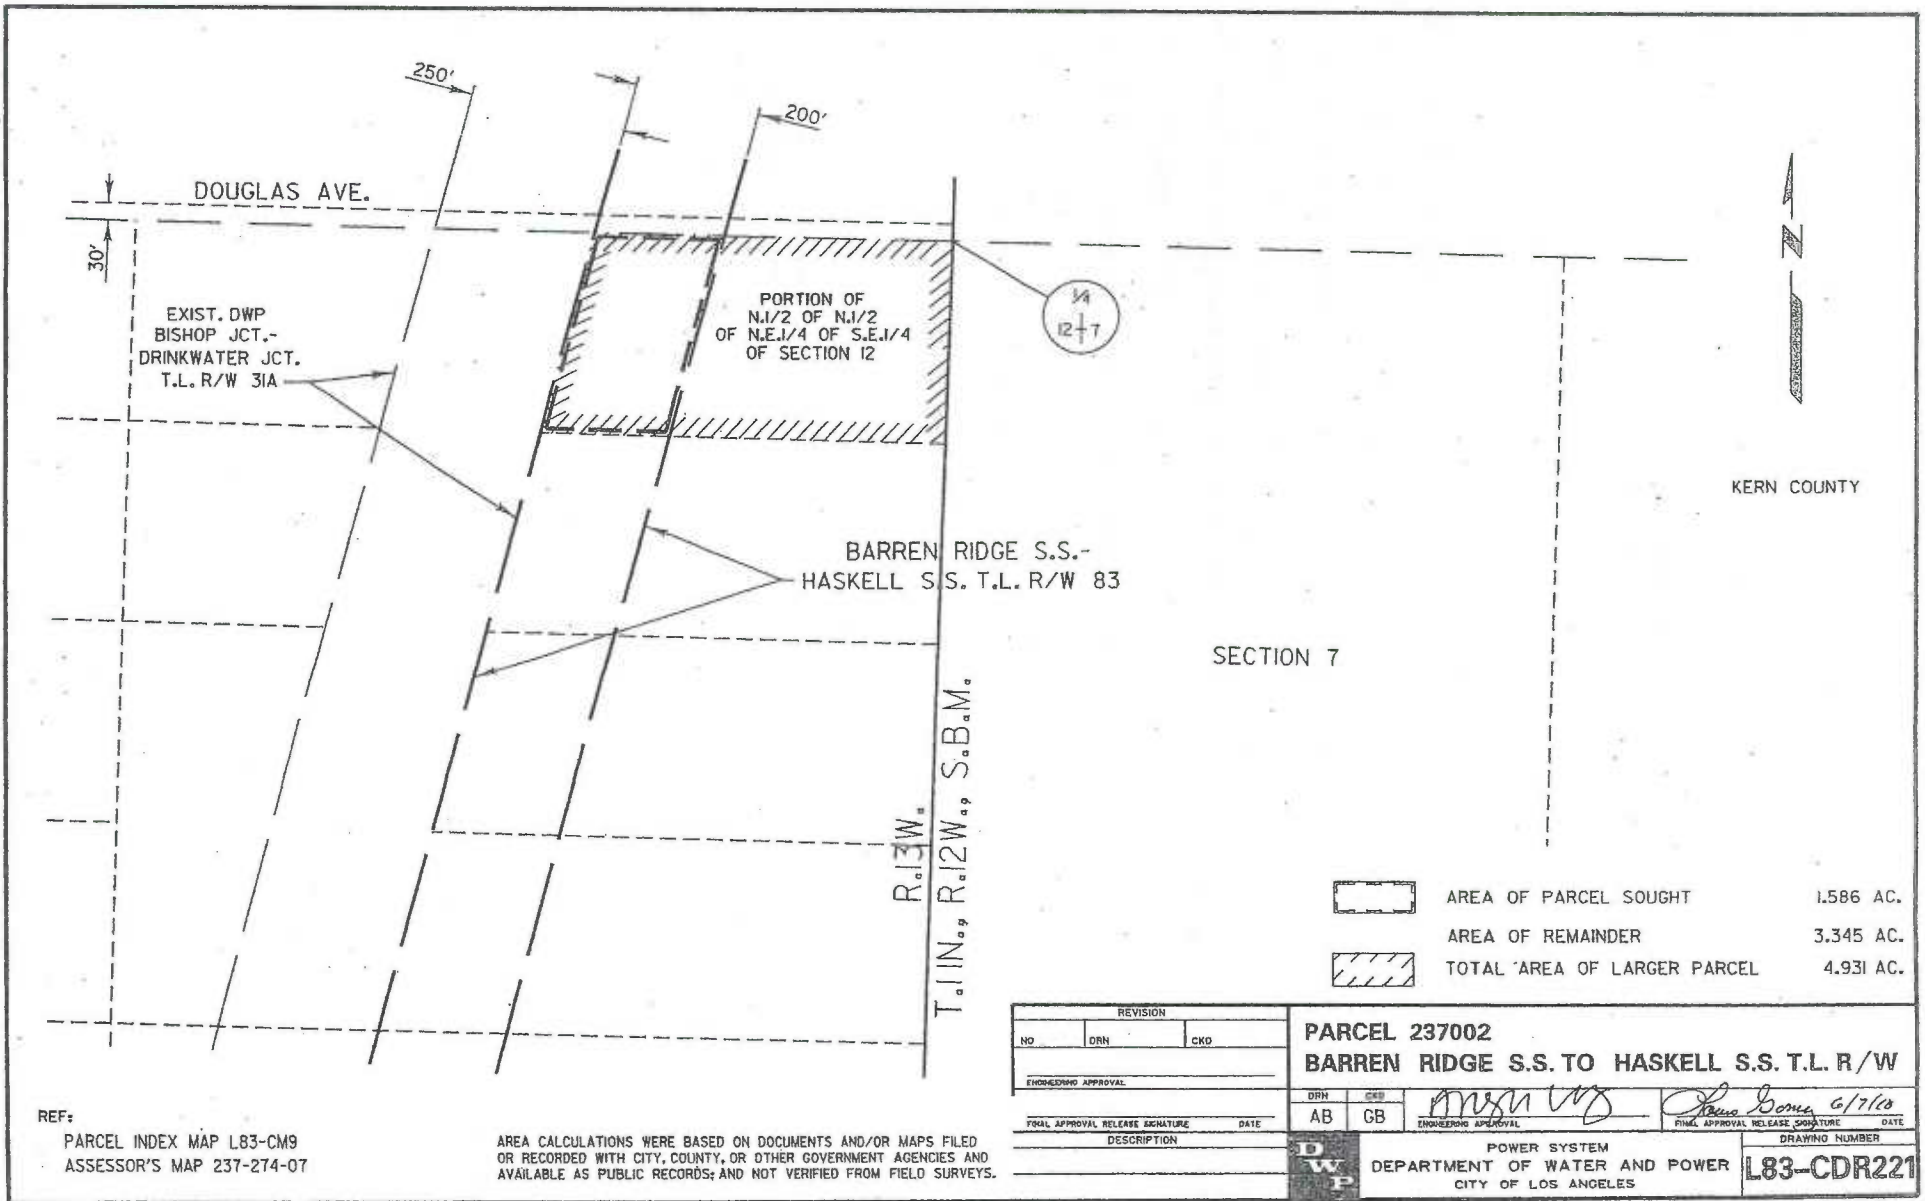 250'
200'
DOUGLAS AVE.
30'
EXIST. DWP
BISHOP JCT.-
DRINKWATER JCT.
T.L. R/W 31A
PORTION OF
N.1/2 OF N.1/2
OF N.E.1/4 OF S.E.1/4
OF SECTION 12
1/4
12 7
N
KERN COUNTY
BARREN RIDGE S.S.-
HASKELL S.S. T.L. R/W 83
SECTION 7
R.13W.
T.11N., R.12W., S.B.M.
AREA OF PARCEL SOUGHT 1.586 AC.
AREA OF REMAINDER 3.345 AC.
TOTAL AREA OF LARGER PARCEL 4.931 AC.
REF:
PARCEL INDEX MAP L83-CM9
ASSESSOR'S MAP 237-274-07
AREA CALCULATIONS WERE BASED ON DOCUMENTS AND/OR MAPS FILED
OR RECORDED WITH CITY, COUNTY, OR OTHER GOVERNMENT AGENCIES AND
AVAILABLE AS PUBLIC RECORDS; AND NOT VERIFIED FROM FIELD SURVEYS.
REVISION
NO DRN CKD
ENGINEERING APPROVAL
FINAL APPROVAL RELEASE SIGNATURE DATE
DESCRIPTION
PARCEL 237002
BARREN RIDGE S.S. TO HASKELL S.S. T.L. R/W
DRN CKD
AB GB
6/7/10
ENGINEERING APPROVAL
FINAL APPROVAL RELEASE SIGNATURE DATE
DWP
POWER SYSTEM
DEPARTMENT OF WATER AND POWER
CITY OF LOS ANGELES
DRAWING NUMBER
L83-CDR221